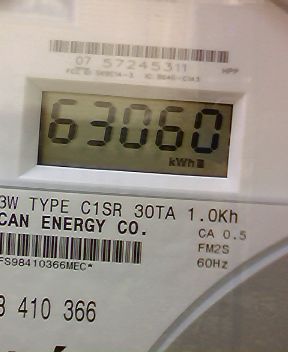 07 57245311
63060
kWh
3W TYPE C1SR 30TA 1.0Kh
CAN ENERGY CO.
CA 0.5
FM2S
60Hz
FS98410366MEC*
8 410 366